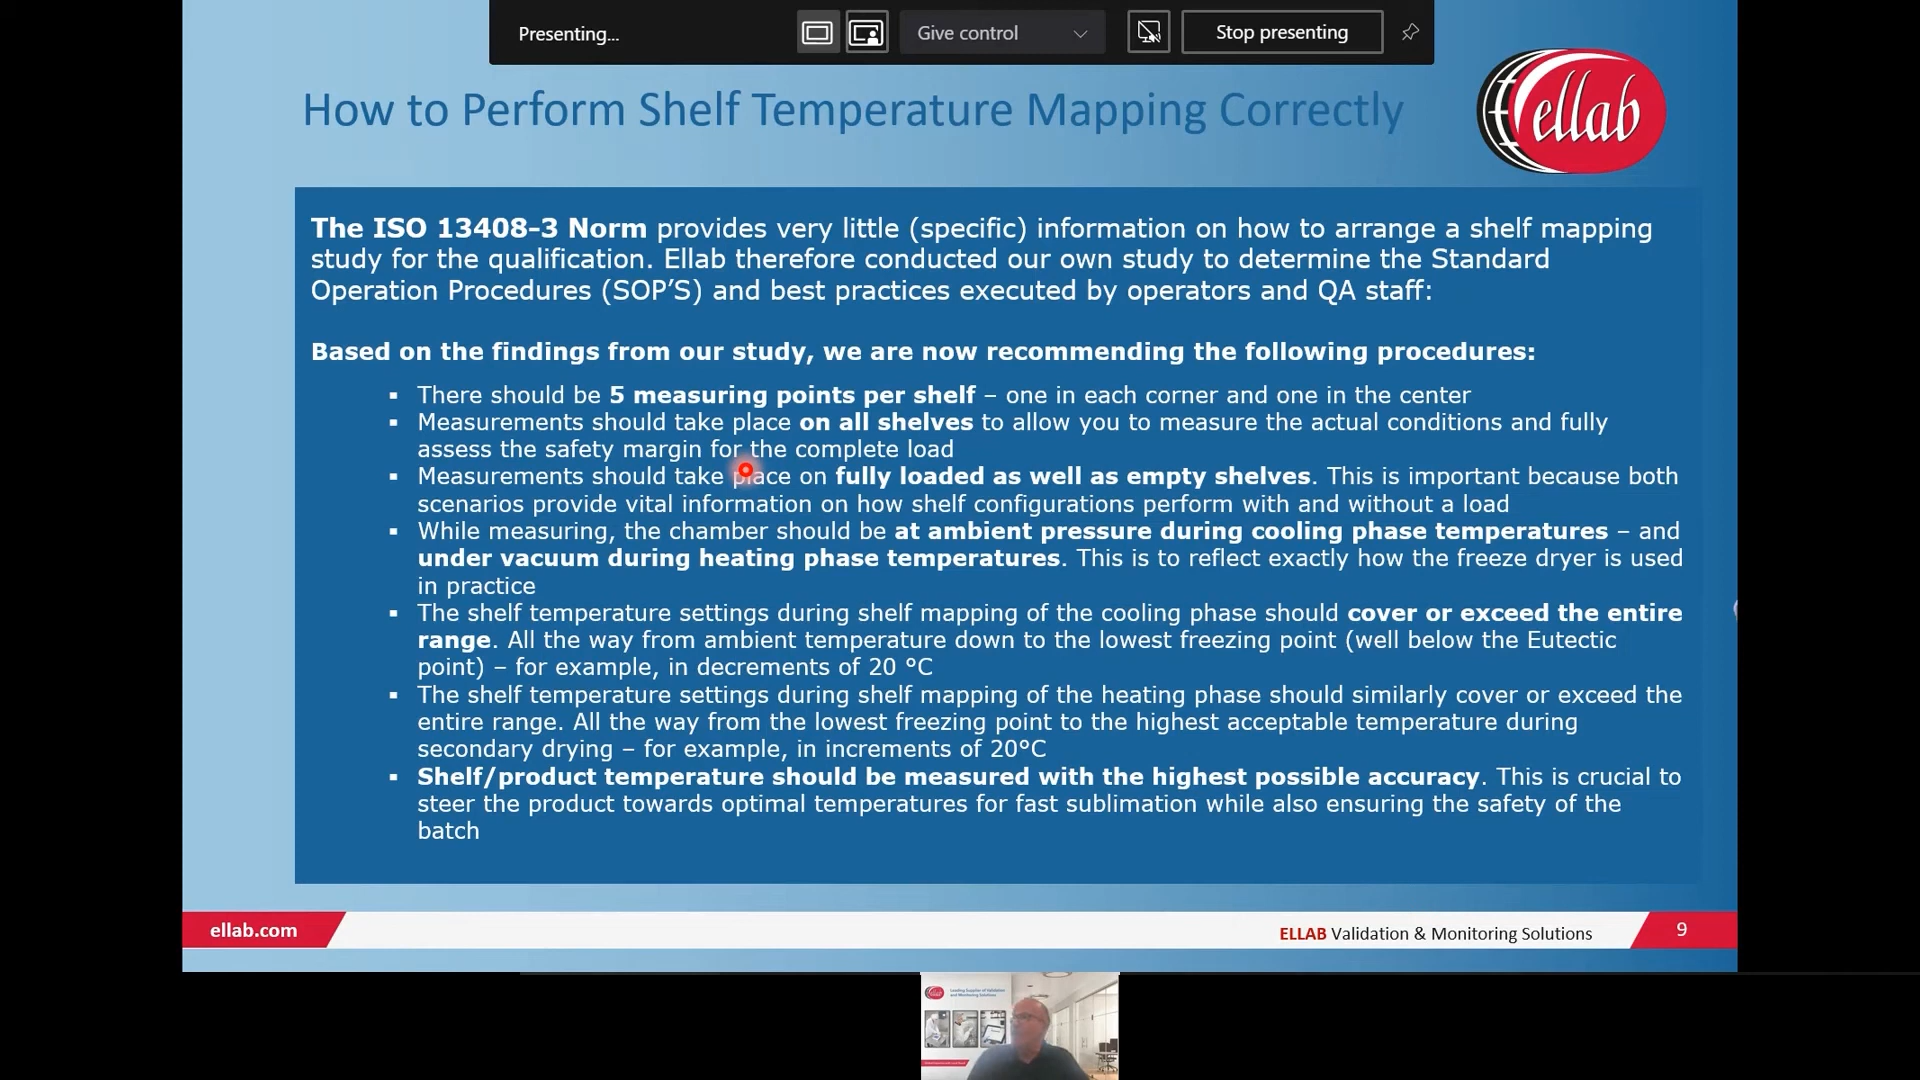 Presenting...
Give control
Stop presenting
How to Perform Shelf Temperature Mapping Correctly
ellab
The ISO 13408-3 Norm provides very little (specific) information on how to arrange a shelf mapping
study for the qualification. Ellab therefore conducted our own study to determine the Standard
Operation Procedures (SOP’S) and best practices executed by operators and QA staff:
Based on the findings from our study, we are now recommending the following procedures:
▪ There should be 5 measuring points per shelf – one in each corner and one in the center
▪ Measurements should take place on all shelves to allow you to measure the actual conditions and fully
assess the safety margin for the complete load
▪ Measurements should take place on fully loaded as well as empty shelves. This is important because both
scenarios provide vital information on how shelf configurations perform with and without a load
▪ While measuring, the chamber should be at ambient pressure during cooling phase temperatures – and
under vacuum during heating phase temperatures. This is to reflect exactly how the freeze dryer is used
in practice
▪ The shelf temperature settings during shelf mapping of the cooling phase should cover or exceed the entire
range. All the way from ambient temperature down to the lowest freezing point (well below the Eutectic
point) – for example, in decrements of 20 °C
▪ The shelf temperature settings during shelf mapping of the heating phase should similarly cover or exceed the
entire range. All the way from the lowest freezing point to the highest acceptable temperature during
secondary drying – for example, in increments of 20°C
▪ Shelf/product temperature should be measured with the highest possible accuracy. This is crucial to
steer the product towards optimal temperatures for fast sublimation while also ensuring the safety of the
batch
ellab.com
ELLAB Validation & Monitoring Solutions
9
ellab
Leading Supplier of Validation
and Monitoring Solutions